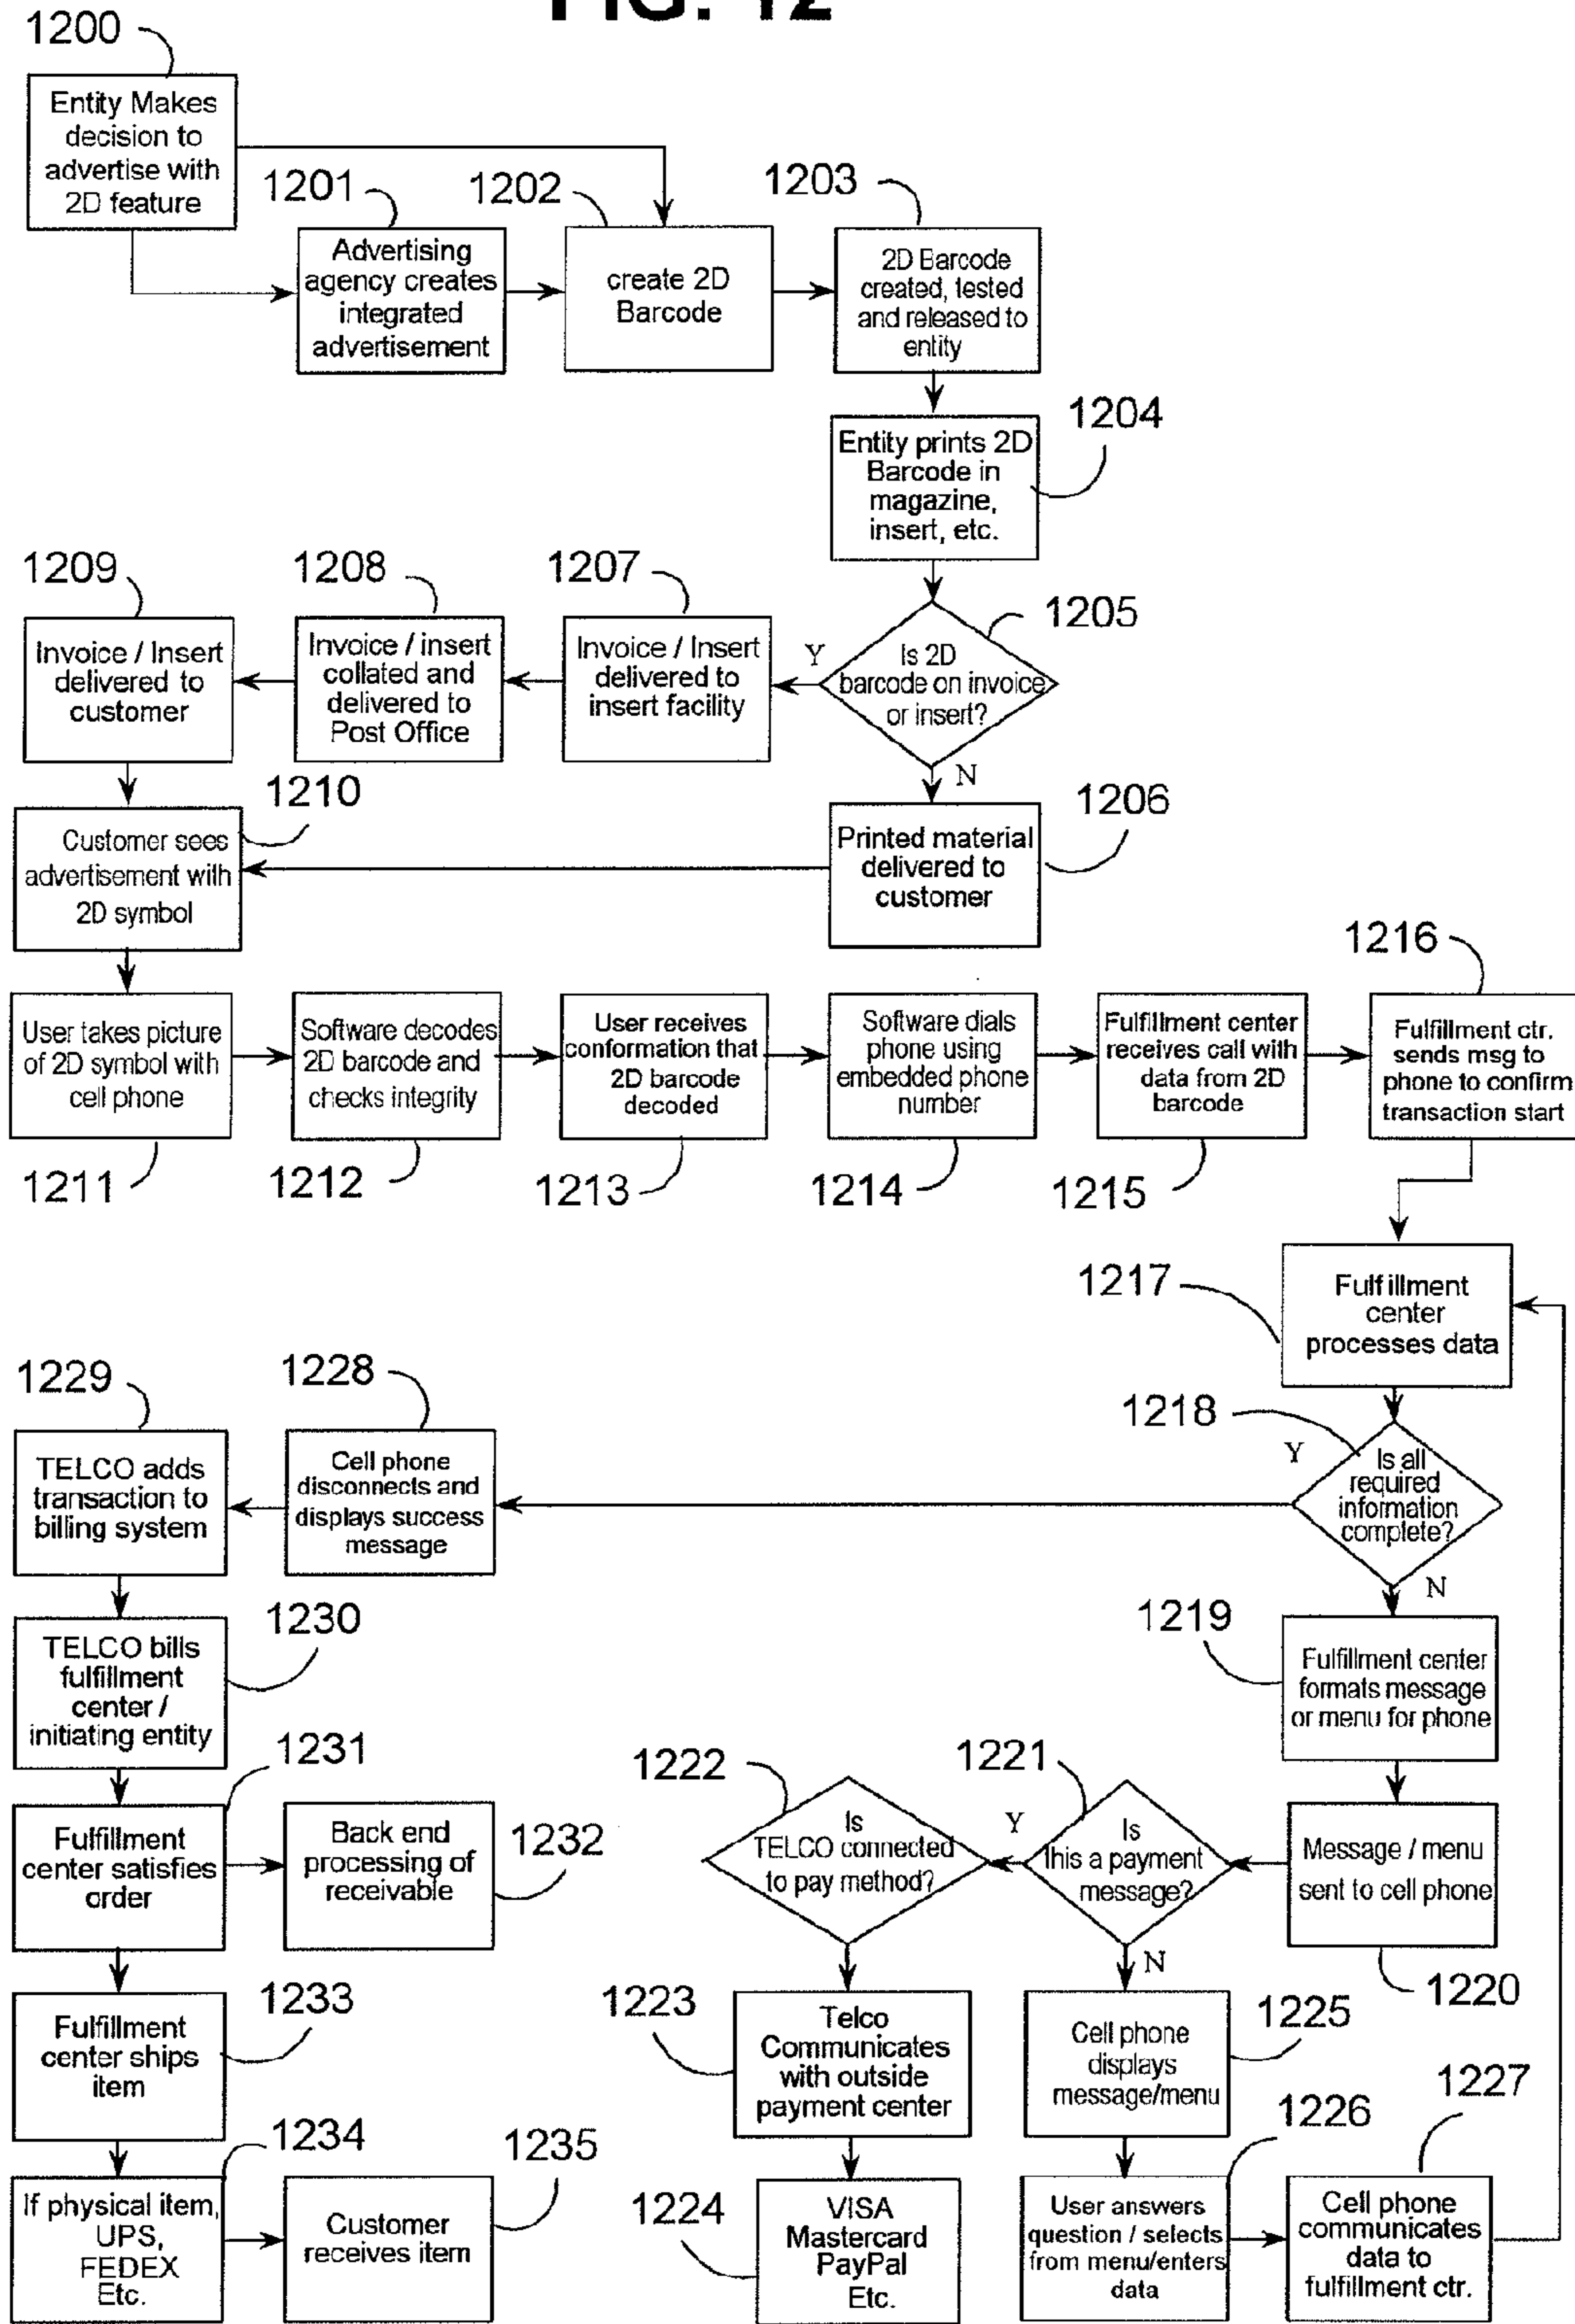 FIG. 12
1200
Entity Makes
decision to
advertise with
2D feature
1201
Advertising
agency creates
integrated
advertisement
1202
create 2D
Barcode
1203
2D Barcode
created, tested
and released to
entity
1204
Entity prints 2D
Barcode in
magazine,
insert, etc.
1205
Is 2D
barcode on invoice
or insert?
Y
N
1206
Printed material
delivered to
customer
1207
Invoice / Insert
delivered to
insert facility
1208
Invoice / insert
collated and
delivered to
Post Office
1209
Invoice / Insert
delivered to
customer
1210
Customer sees
advertisement with
2D symbol
1211
User takes picture
of 2D symbol with
cell phone
1212
Software decodes
2D barcode and
checks integrity
1213
User receives
conformation that
2D barcode
decoded
1214
Software dials
phone using
embedded phone
number
1215
Fulfillment center
receives call with
data from 2D
barcode
1216
Fulfillment ctr.
sends msg to
phone to confirm
transaction start
1217
Fulfillment
center
processes data
1218
Is all
required
information
complete?
Y
N
1219
Fulfillment center
formats message
or menu for phone
1220
Message / menu
sent to cell phone
1221
Is
this a payment
message?
Y
N
1222
Is
TELCO connected
to pay method?
1223
Telco
Communicates
with outside
payment center
1224
VISA
Mastercard
PayPal
Etc.
1225
Cell phone
displays
message/menu
1226
User answers
question / selects
from menu/enters
data
1227
Cell phone
communicates
data to
fulfillment ctr.
1228
Cell phone
disconnects and
displays success
message
1229
TELCO adds
transaction to
billing system
1230
TELCO bills
fulfillment
center /
initiating entity
1231
Fulfillment
center satisfies
order
1232
Back end
processing of
receivable
1233
Fulfillment
center ships
item
1234
If physical item,
UPS,
FEDEX
Etc.
1235
Customer
receives item